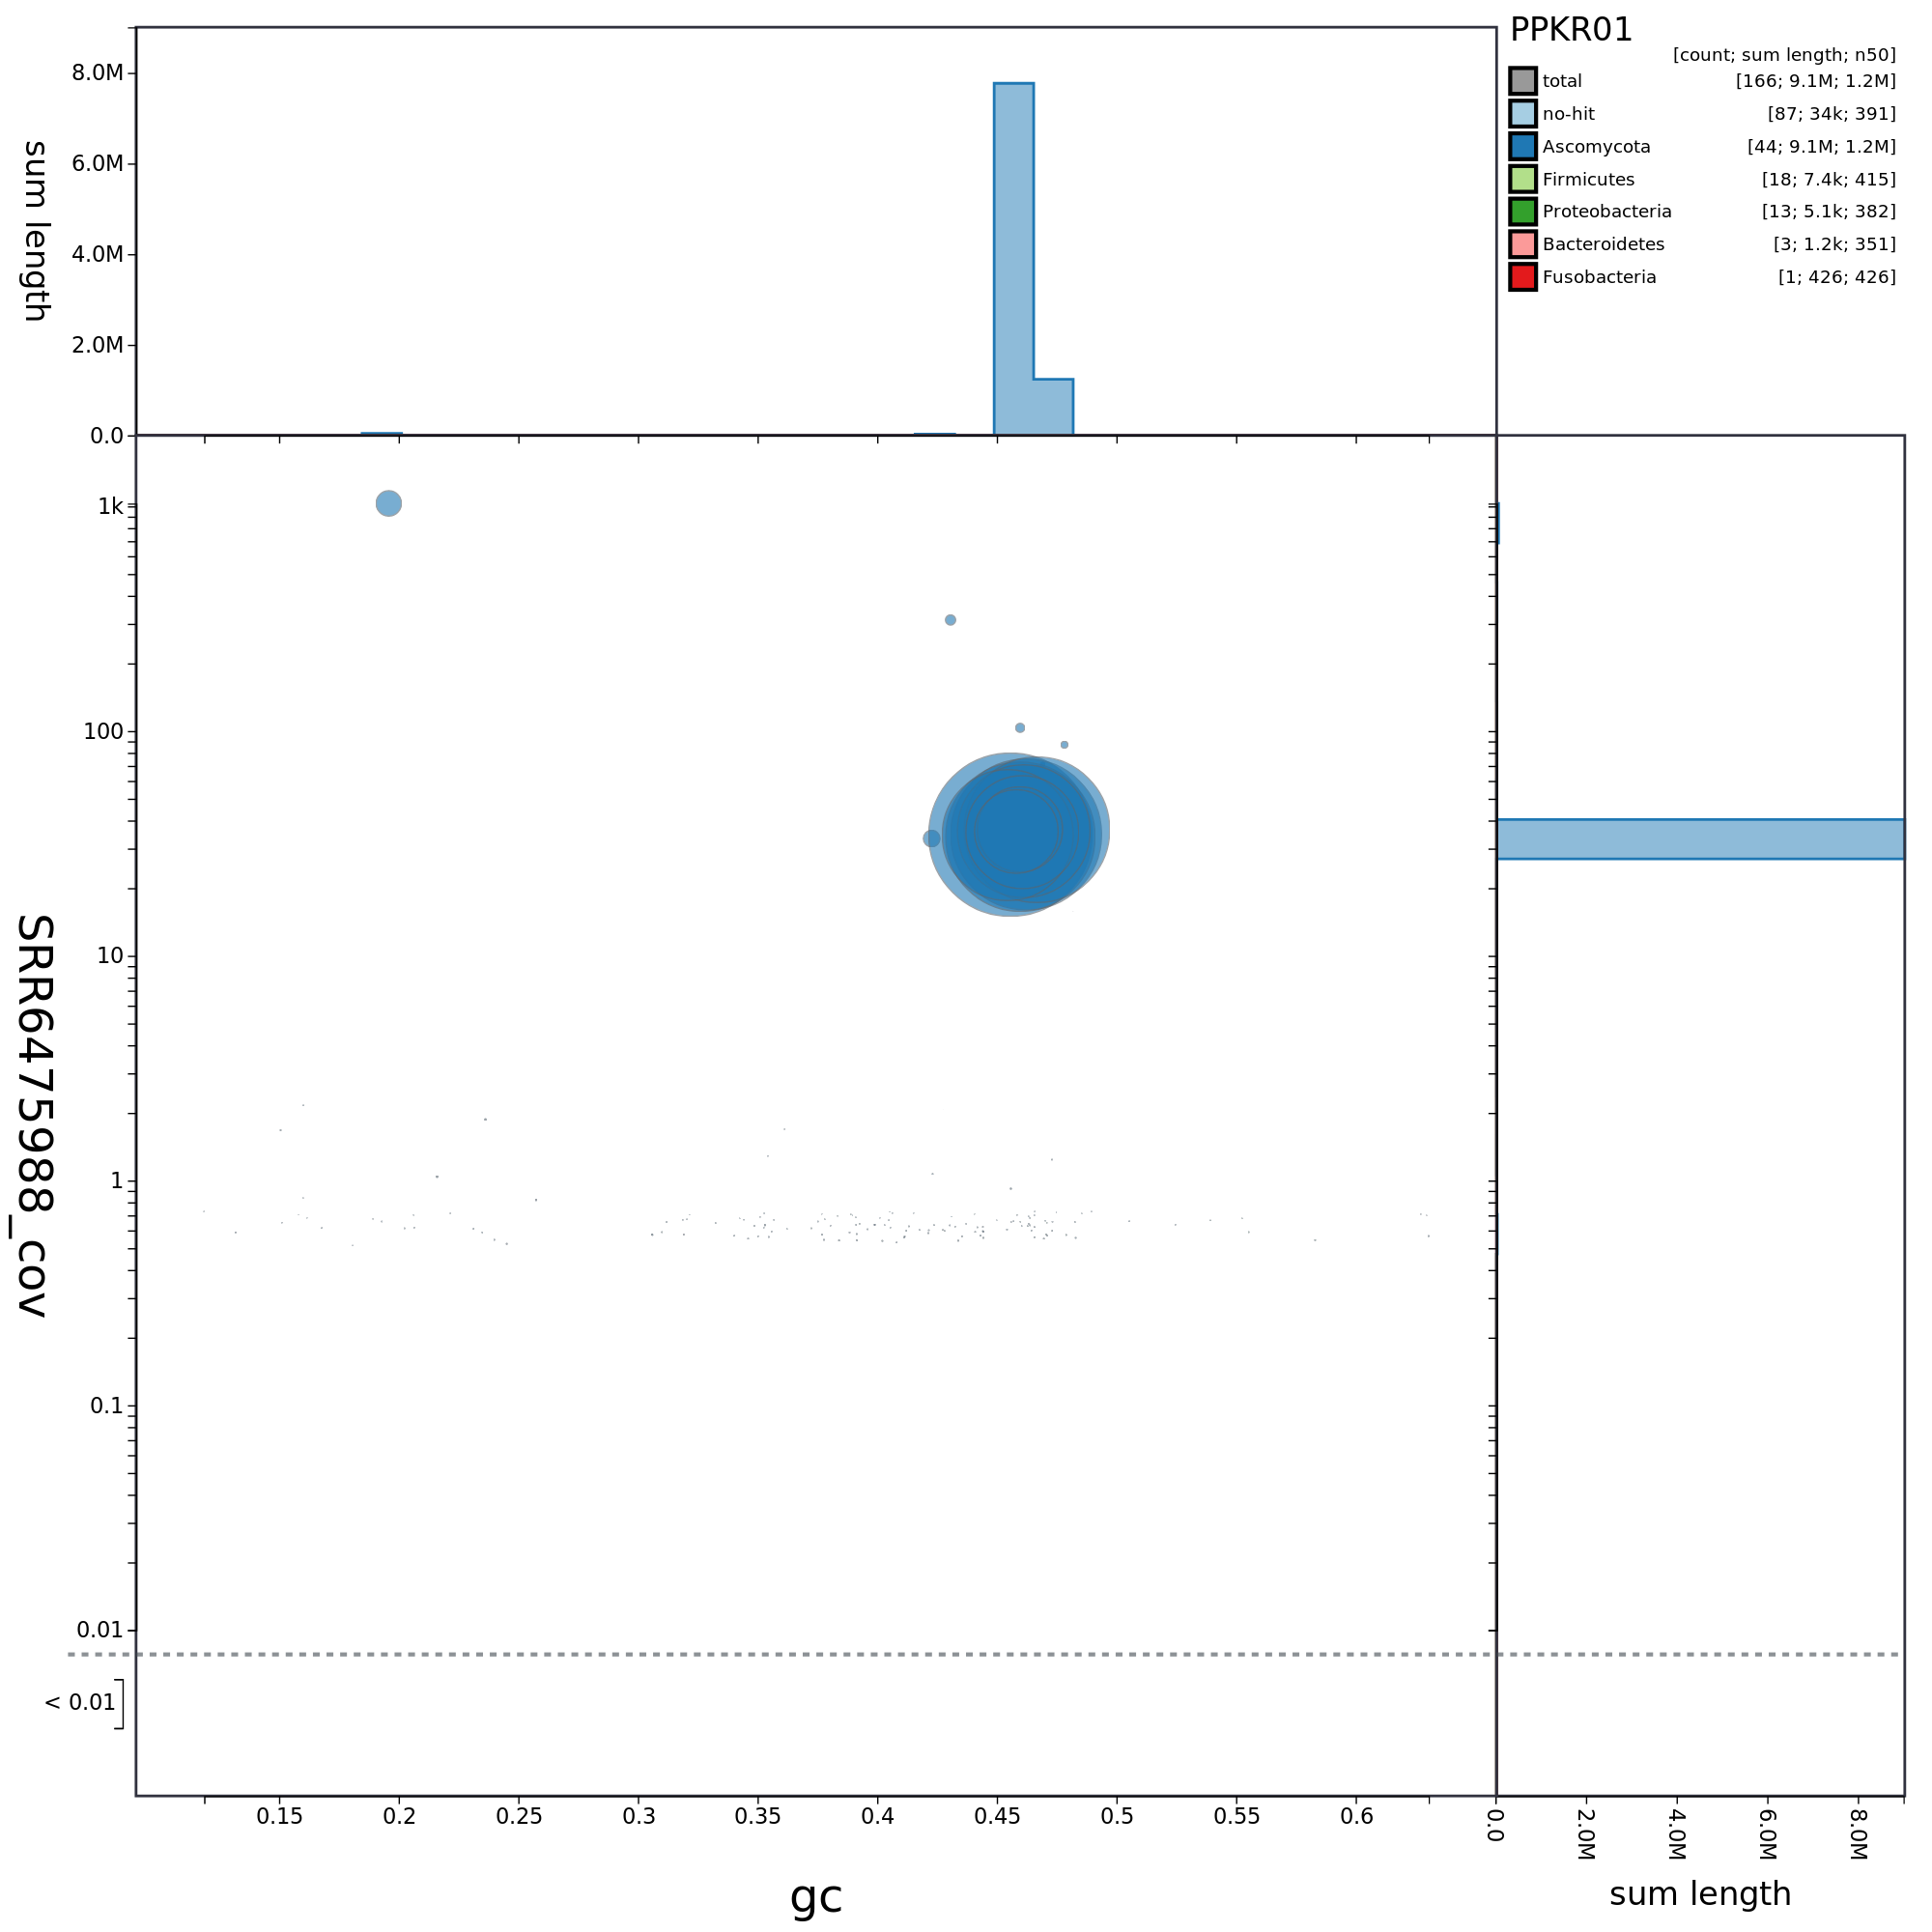 PPKR01
[count; sum length; n50]
total [166; 9.1M; 1.2M]
no-hit [87; 34k; 391]
Ascomycota [44; 9.1M; 1.2M]
Firmicutes [18; 7.4k; 415]
Proteobacteria [13; 5.1k; 382]
Bacteroidetes [3; 1.2k; 351]
Fusobacteria [1; 426; 426]
sum length
8.0M
6.0M
4.0M
2.0M
0.0
SRR6475988_cov
1k
100
10
1
0.1
0.01
< 0.01
0.15 0.2 0.25 0.3 0.35 0.4 0.45 0.5 0.55 0.6
gc
0.0 2.0M 4.0M 6.0M 8.0M
sum length